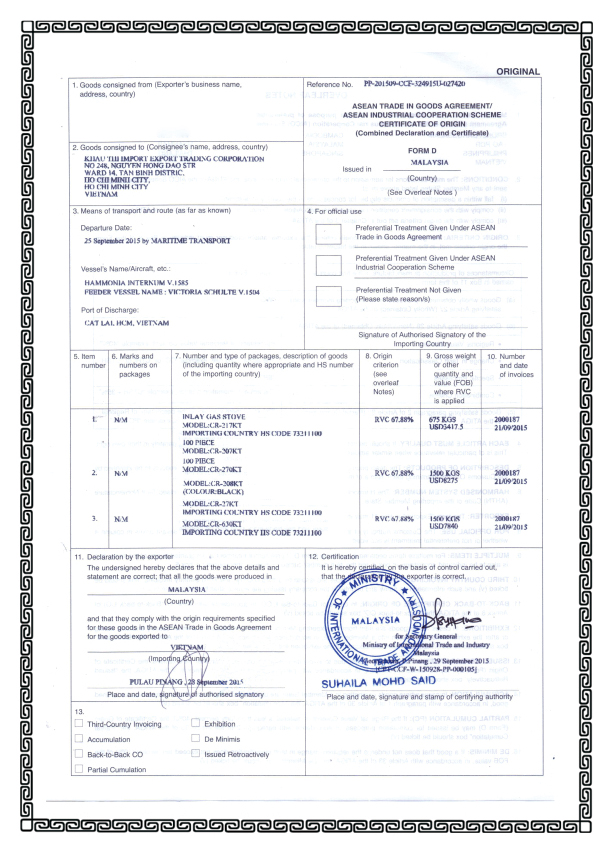 ORIGINAL
1. Goods consigned from (Exporter's business name,
address, country)
Reference No. PP-201509-CCF-324915U-027420
ASEAN TRADE IN GOODS AGREEMENT/
ASEAN INDUSTRIAL COOPERATION SCHEME
CERTIFICATE OF ORIGIN
(Combined Declaration and Certificate)
FORM D
Issued in MALAYSIA
(Country)
(See Overleaf Notes )
2. Goods consigned to (Consignee's name, address, country)
KHAU THI IMPORT EXPORT TRADING CORPORATION
NO 248, NGUYEN HONG DAO STR
WARD 14, TAN BINH DISTRIC,
HO CHI MINH CITY,
HO CHI MINH CITY
VIETNAM
3. Means of transport and route (as far as known)
Departure Date:
25 September 2015 by MARITIME TRANSPORT
Vessel's Name/Aircraft, etc.:
HAMMONIA INTERNUM V.1585
FEEDER VESSEL NAME : VICTORIA SCHULTE V.1504
Port of Discharge:
CAT LAI, HCM, VIETNAM
4. For official use
Preferential Treatment Given Under ASEAN
Trade in Goods Agreement
Preferential Treatment Given Under ASEAN
Industrial Cooperation Scheme
Preferential Treatment Not Given
(Please state reason/s)
Signature of Authorised Signatory of the
Importing Country
5. Item
number
6. Marks and
numbers on
packages
7. Number and type of packages, description of goods
(including quantity where appropriate and HS number
of the importing country)
8. Origin
criterion
(see
overleaf
Notes)
9. Gross weight
or other
quantity and
value (FOB)
where RVC
is applied
10. Number
and date
of invoices
1. N/M INLAY GAS STOVE RVC 67.88% 675 KGS 2000187
MODEL:CR-217KT USD3417.5 21/09/2015
IMPORTING COUNTRY HS CODE 73211100
100 PIECE
MODEL:CR-207KT
100 PIECE
2. N/M MODEL:CR-270KT RVC 67.88% 1500 KGS 2000187
USD8275 21/09/2015
MODEL:CR-208KT
(COLOUR:BLACK)
MODEL:CR-27KT
IMPORTING COUNTRY HS CODE 73211100
3. N/M RVC 67.88% 1500 KGS 2000187
MODEL:CR-630KT USD7840 21/09/2015
IMPORTING COUNTRY HS CODE 73211100
11. Declaration by the exporter
The undersigned hereby declares that the above details and
statement are correct; that all the goods were produced in
MALAYSIA
(Country)
and that they comply with the origin requirements specified
for these goods in the ASEAN Trade in Goods Agreement
for the goods exported to
VIETNAM
(Importing Country)
PULAU PINANG , 28 September 2015
Place and date, signature of authorised signatory
12. Certification
It is hereby certified, on the basis of control carried out,
that the exporter is correct.
MINISTRY
OF INTERNATIONAL TRADE AND INDUSTRY
MALAYSIA
for Secretary General
Ministry of International Trade and Industry
Malaysia
Pinang , 29 September 2015
[CPT-CCF-W-150928-PP-000105]
SUHAILA MOHD SAID
Place and date, signature and stamp of certifying authority
13.
Third-Country Invoicing
Exhibition
Accumulation
De Minimis
Back-to-Back CO
Issued Retroactively
Partial Cumulation